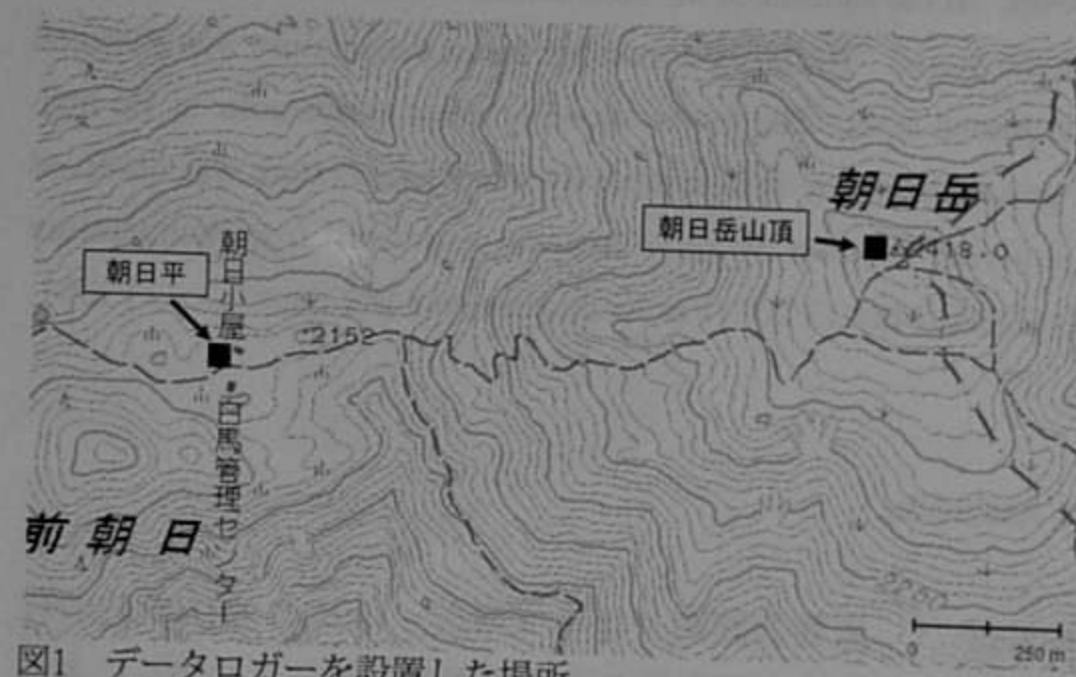 朝日岳
朝日岳山頂
2418.0
朝日平
朝日小屋
2152
白馬管理センター
前朝日
2250
0
250 m
図1 データロガーを設置した場所